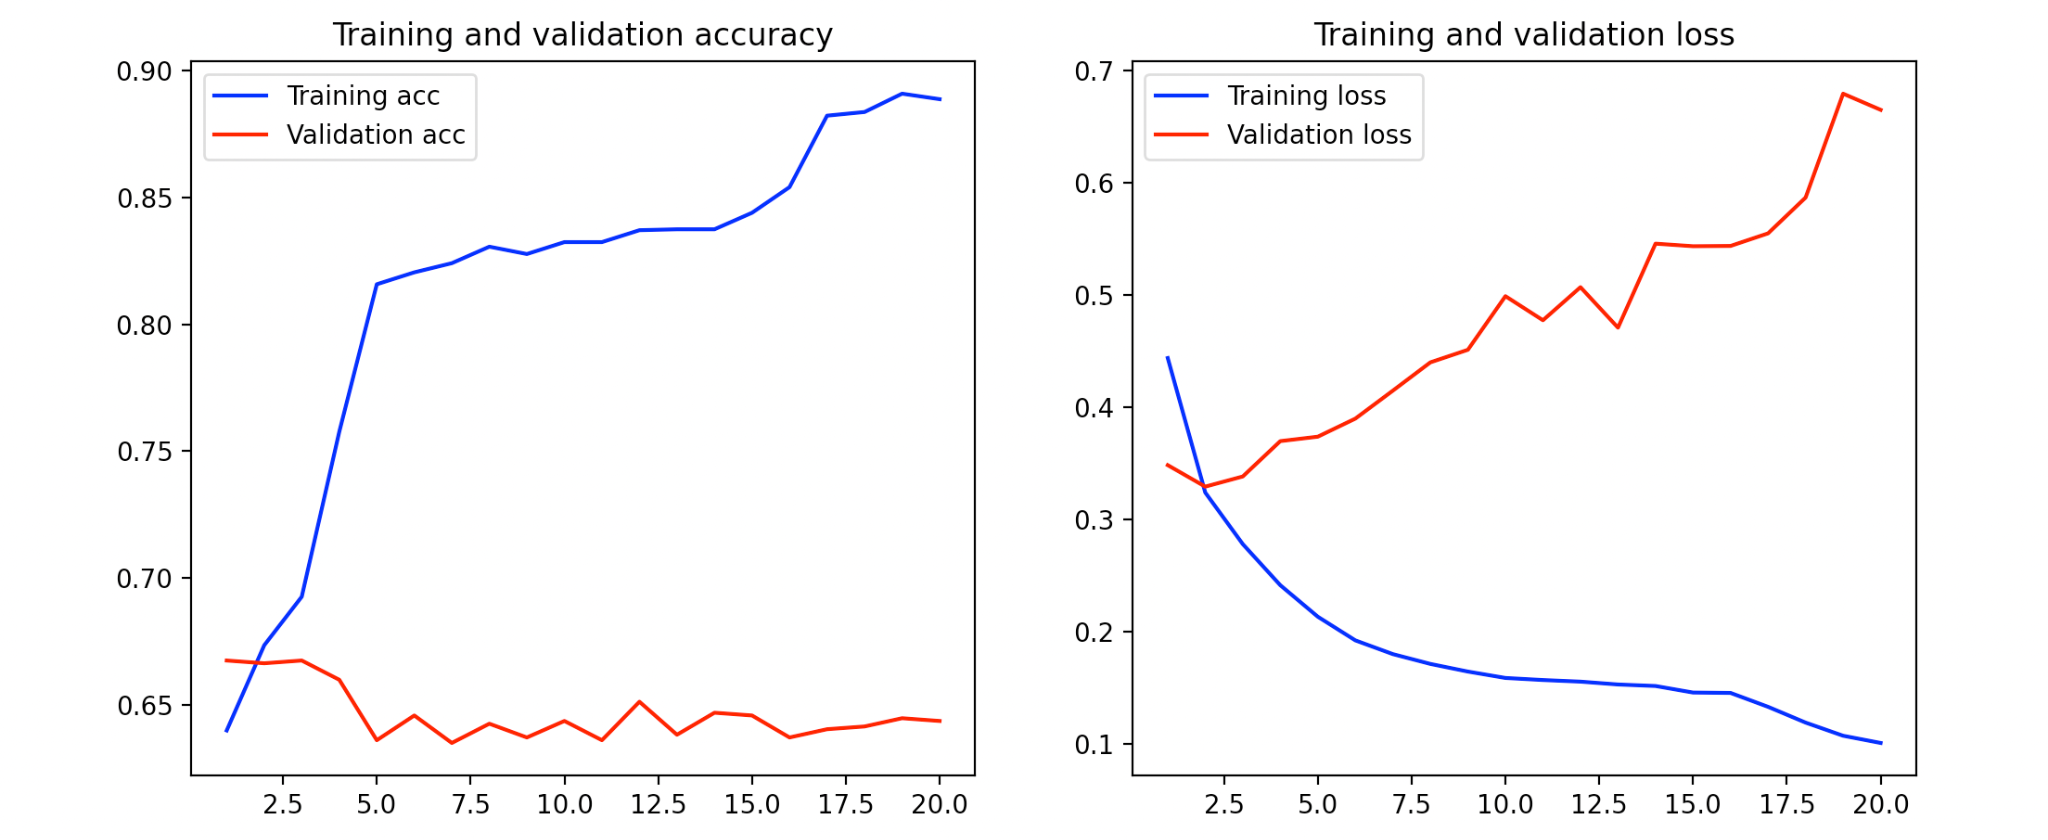 Training and validation accuracy
Training acc
Validation acc
0.90
0.85
0.80
0.75
0.70
0.65
2.5 5.0 7.5 10.0 12.5 15.0 17.5 20.0
Training and validation loss
Training loss
Validation loss
0.7
0.6
0.5
0.4
0.3
0.2
0.1
2.5 5.0 7.5 10.0 12.5 15.0 17.5 20.0